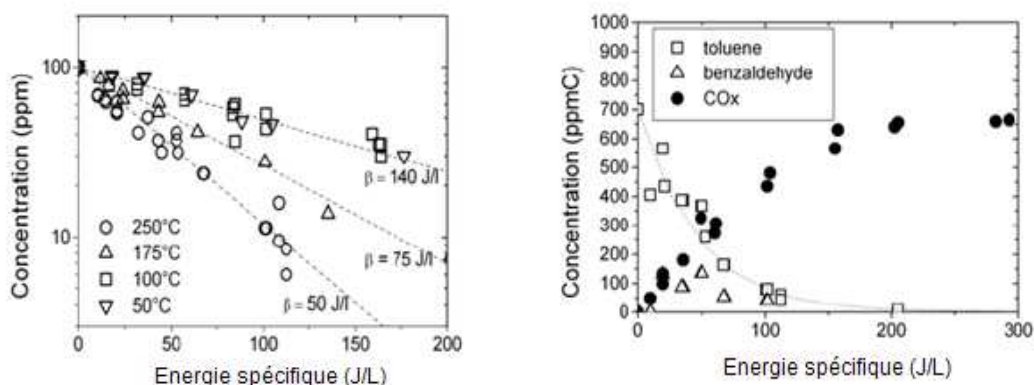 Concentration (ppm)
100
10
β = 140 J/l
β = 75 J/l
β = 50 J/l
250°C
175°C
100°C
50°C
0 50 100 150 200
Energie spécifique (J/L)
Concentration (ppmC)
1000
900
800
700
600
500
400
300
200
100
0
toluene
benzaldehyde
COx
0 100 200 300
Energie spécifique (J/L)